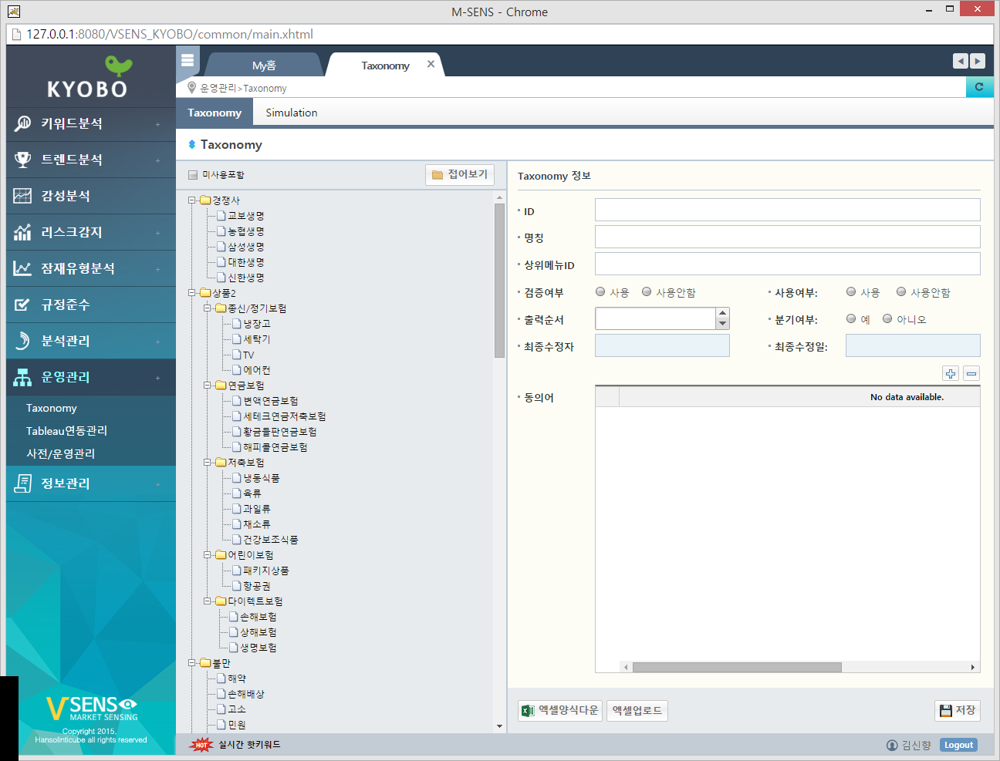 M-SENS - Chrome
127.0.0.1:8080/VSENS_KYOBO/common/main.xhtml
KYOBO
My홈
Taxonomy
운영관리>Taxonomy
Taxonomy
Simulation
Taxonomy
키워드분석
트렌드분석
감성분석
리스크감지
잠재유형분석
규정준수
분석관리
운영관리
Taxonomy
Tableau연동관리
사전/운영관리
정보관리
VSENS
MARKET SENSING
Copyright 2015.
Hansolinticube all rights reserved
미사용포함
접어보기
경쟁사
교보생명
농협생명
삼성생명
대한생명
신한생명
상품2
종신/정기보험
냉장고
세탁기
TV
에어컨
연금보험
변액연금보험
세테크연금저축보험
황금들판연금보험
해피콜연금보험
저축보험
냉동식품
육류
과일류
채소류
건강보조식품
어린이보험
패키지상품
항공권
다이렉트보험
손해보험
상해보험
생명보험
불만
해약
손해배상
고소
민원
Taxonomy 정보
ID
명칭
상위메뉴ID
검증여부 사용 사용안함 사용여부: 사용 사용안함
출력순서 분기여부: 예 아니오
최종수정자 최종수정일:
동의어
No data available.
엑셀양식다운
엑셀업로드
저장
HOT 실시간 핫키워드
김신향 Logout